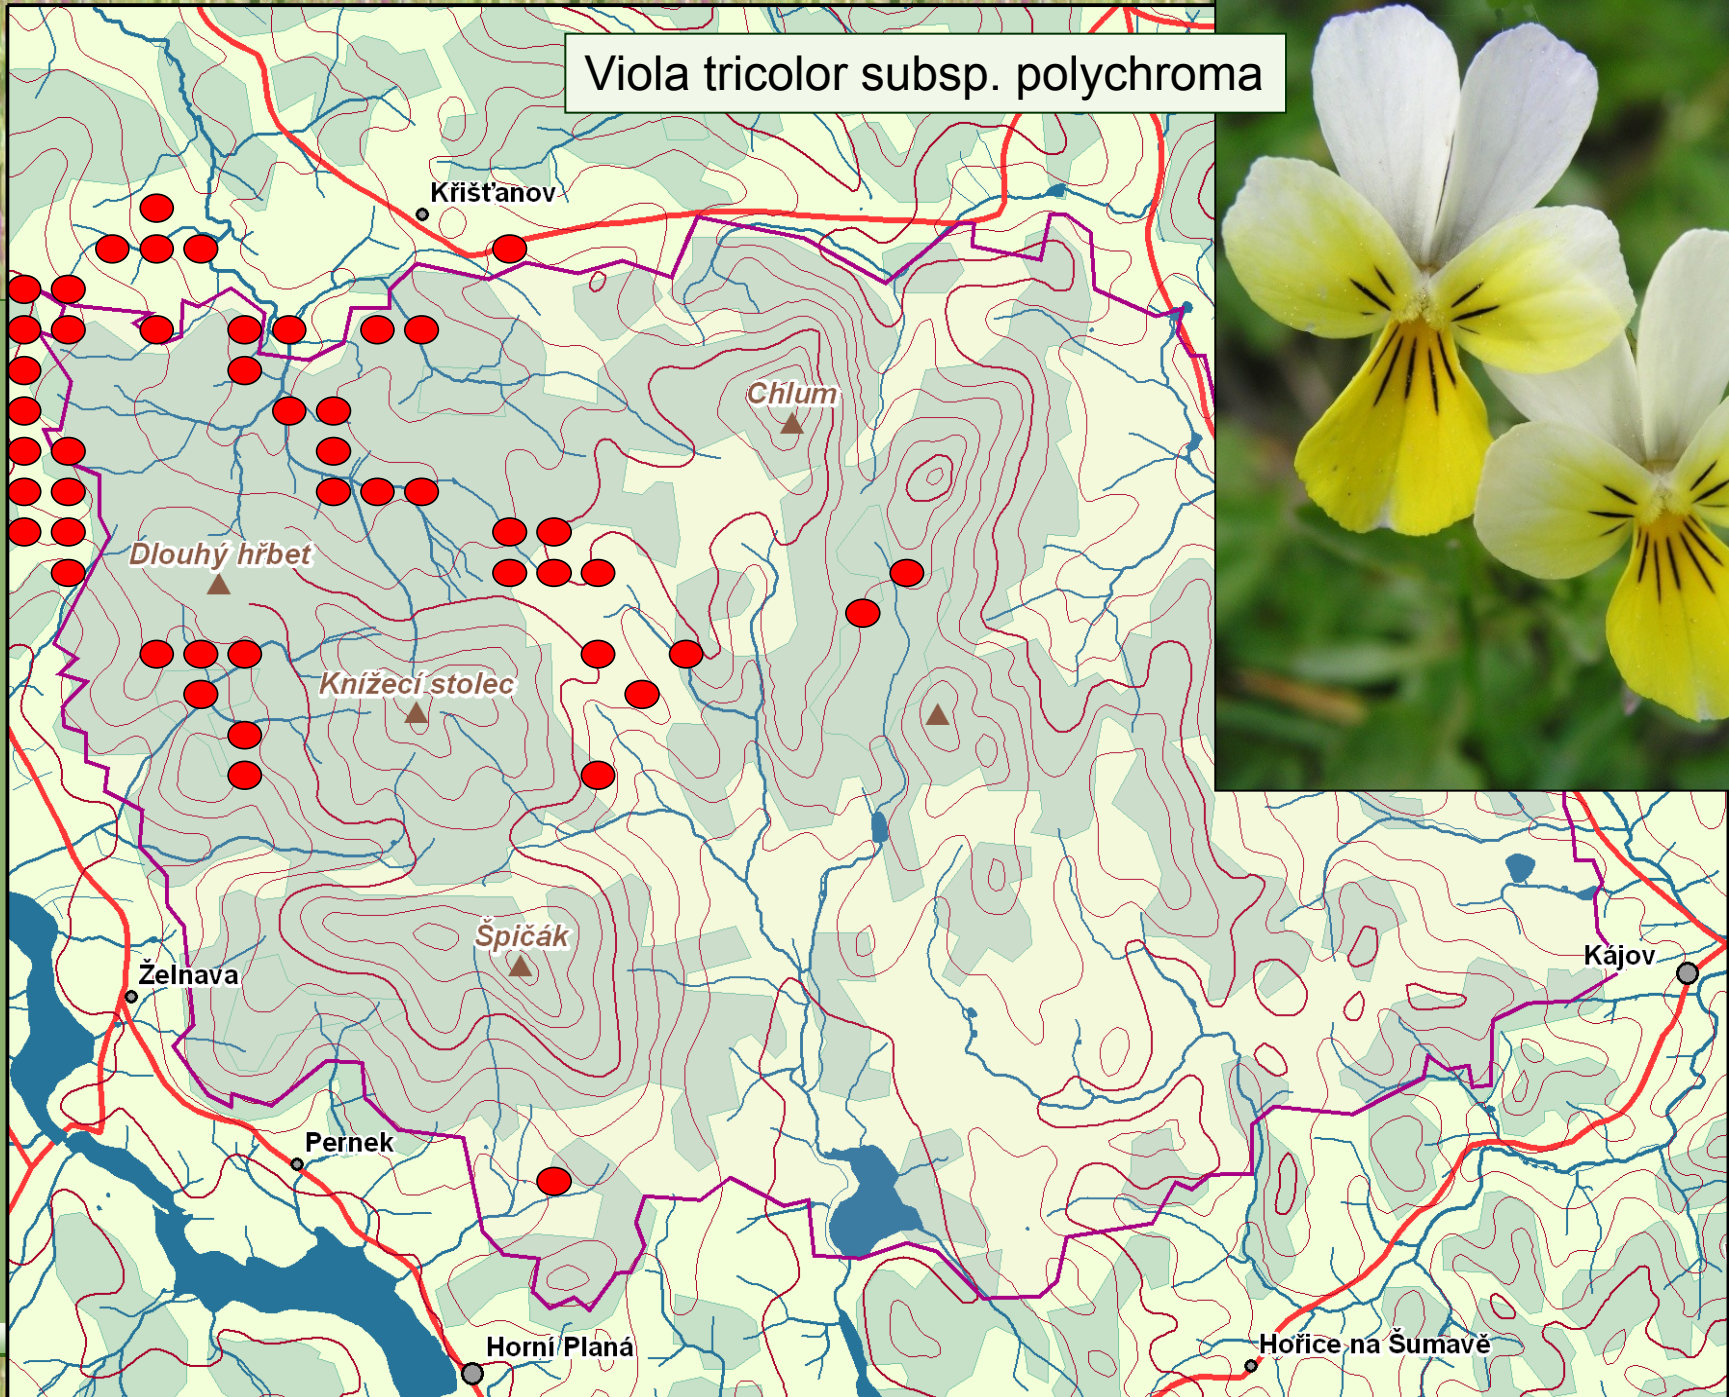 Viola tricolor subsp. polychroma
Křišťanov
Chlum
Dlouhý hřbet
Knížecí stolec
Špičák
Želnava
Kájov
Pernek
Horní Planá
Hořice na Šumavě